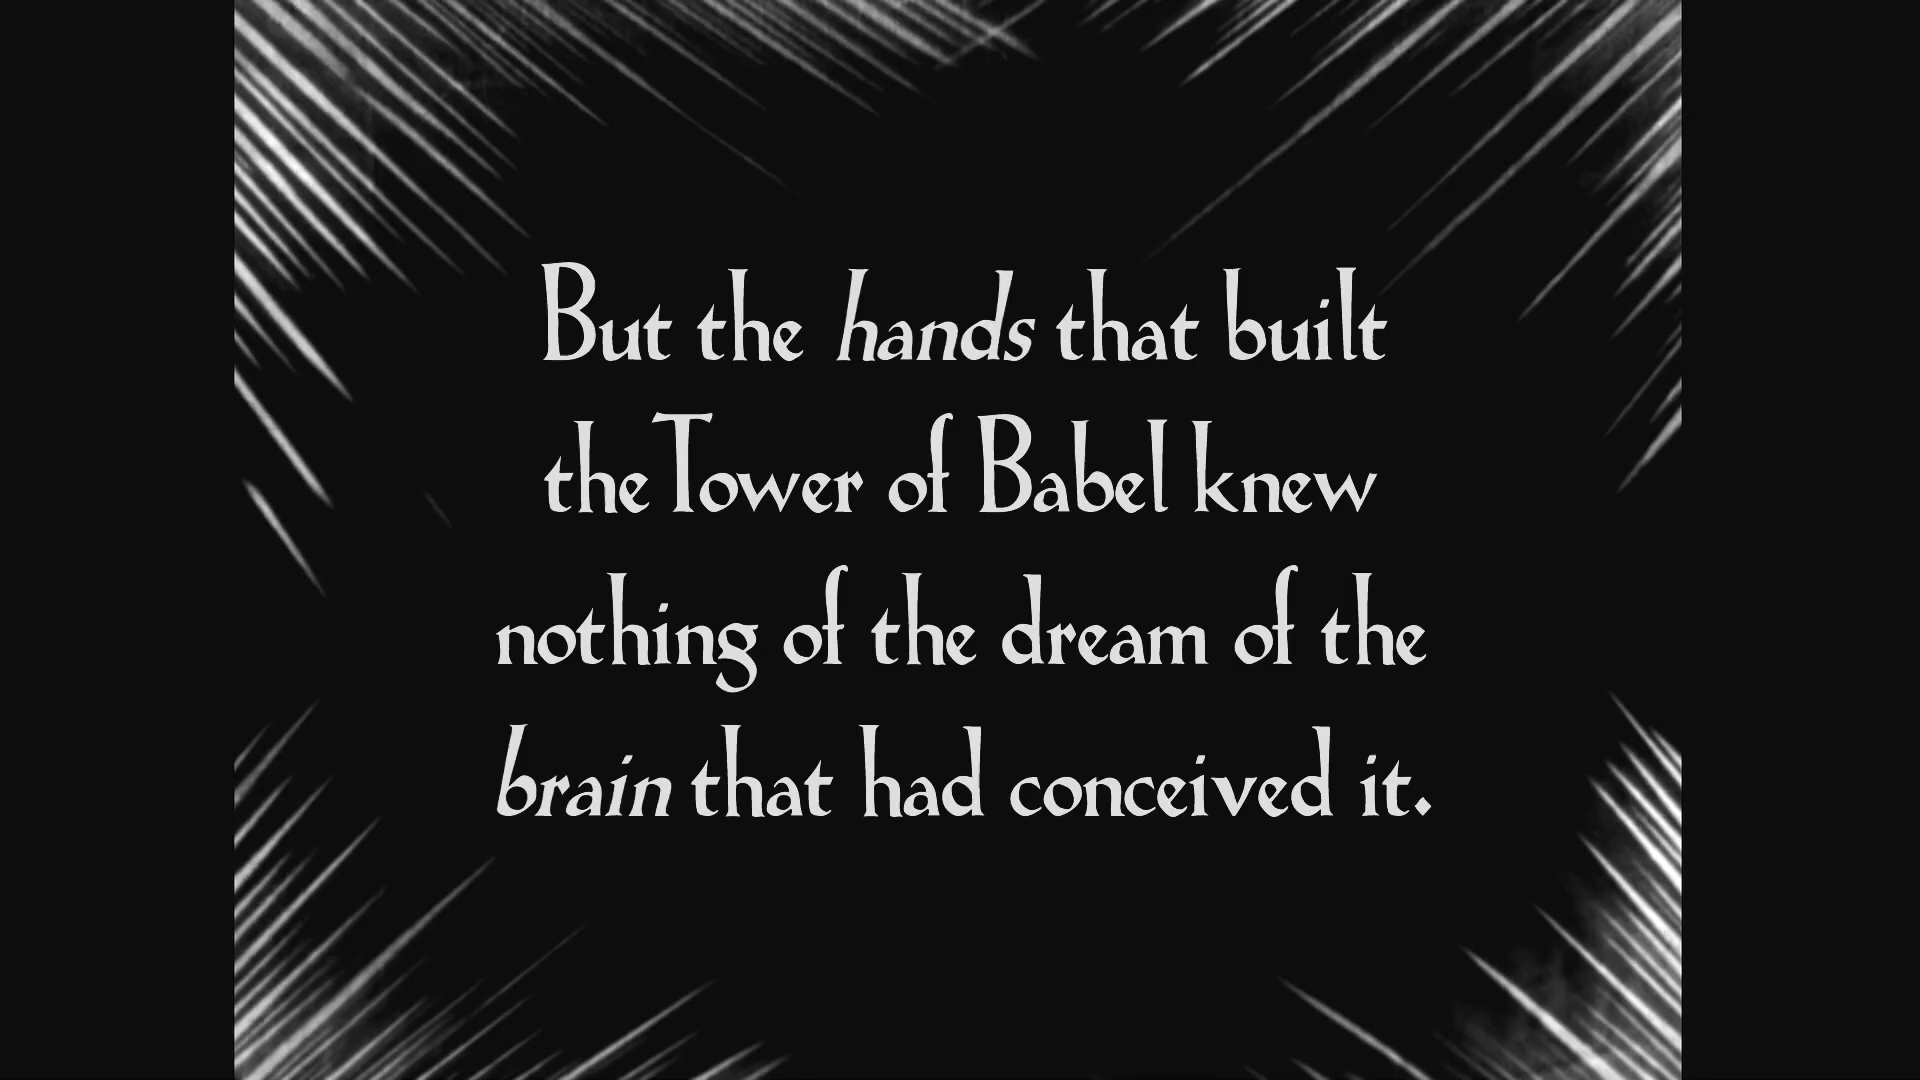 But the hands that built
the Tower of Babel knew
nothing of the dream of the
brain that had conceived it.